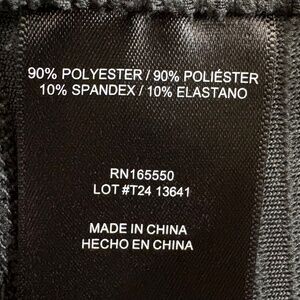 90% POLYESTER / 90% POLIÉSTER
10% SPANDEX / 10% ELASTANO
RN165550
LOT #T24 13641
MADE IN CHINA
HECHO EN CHINA